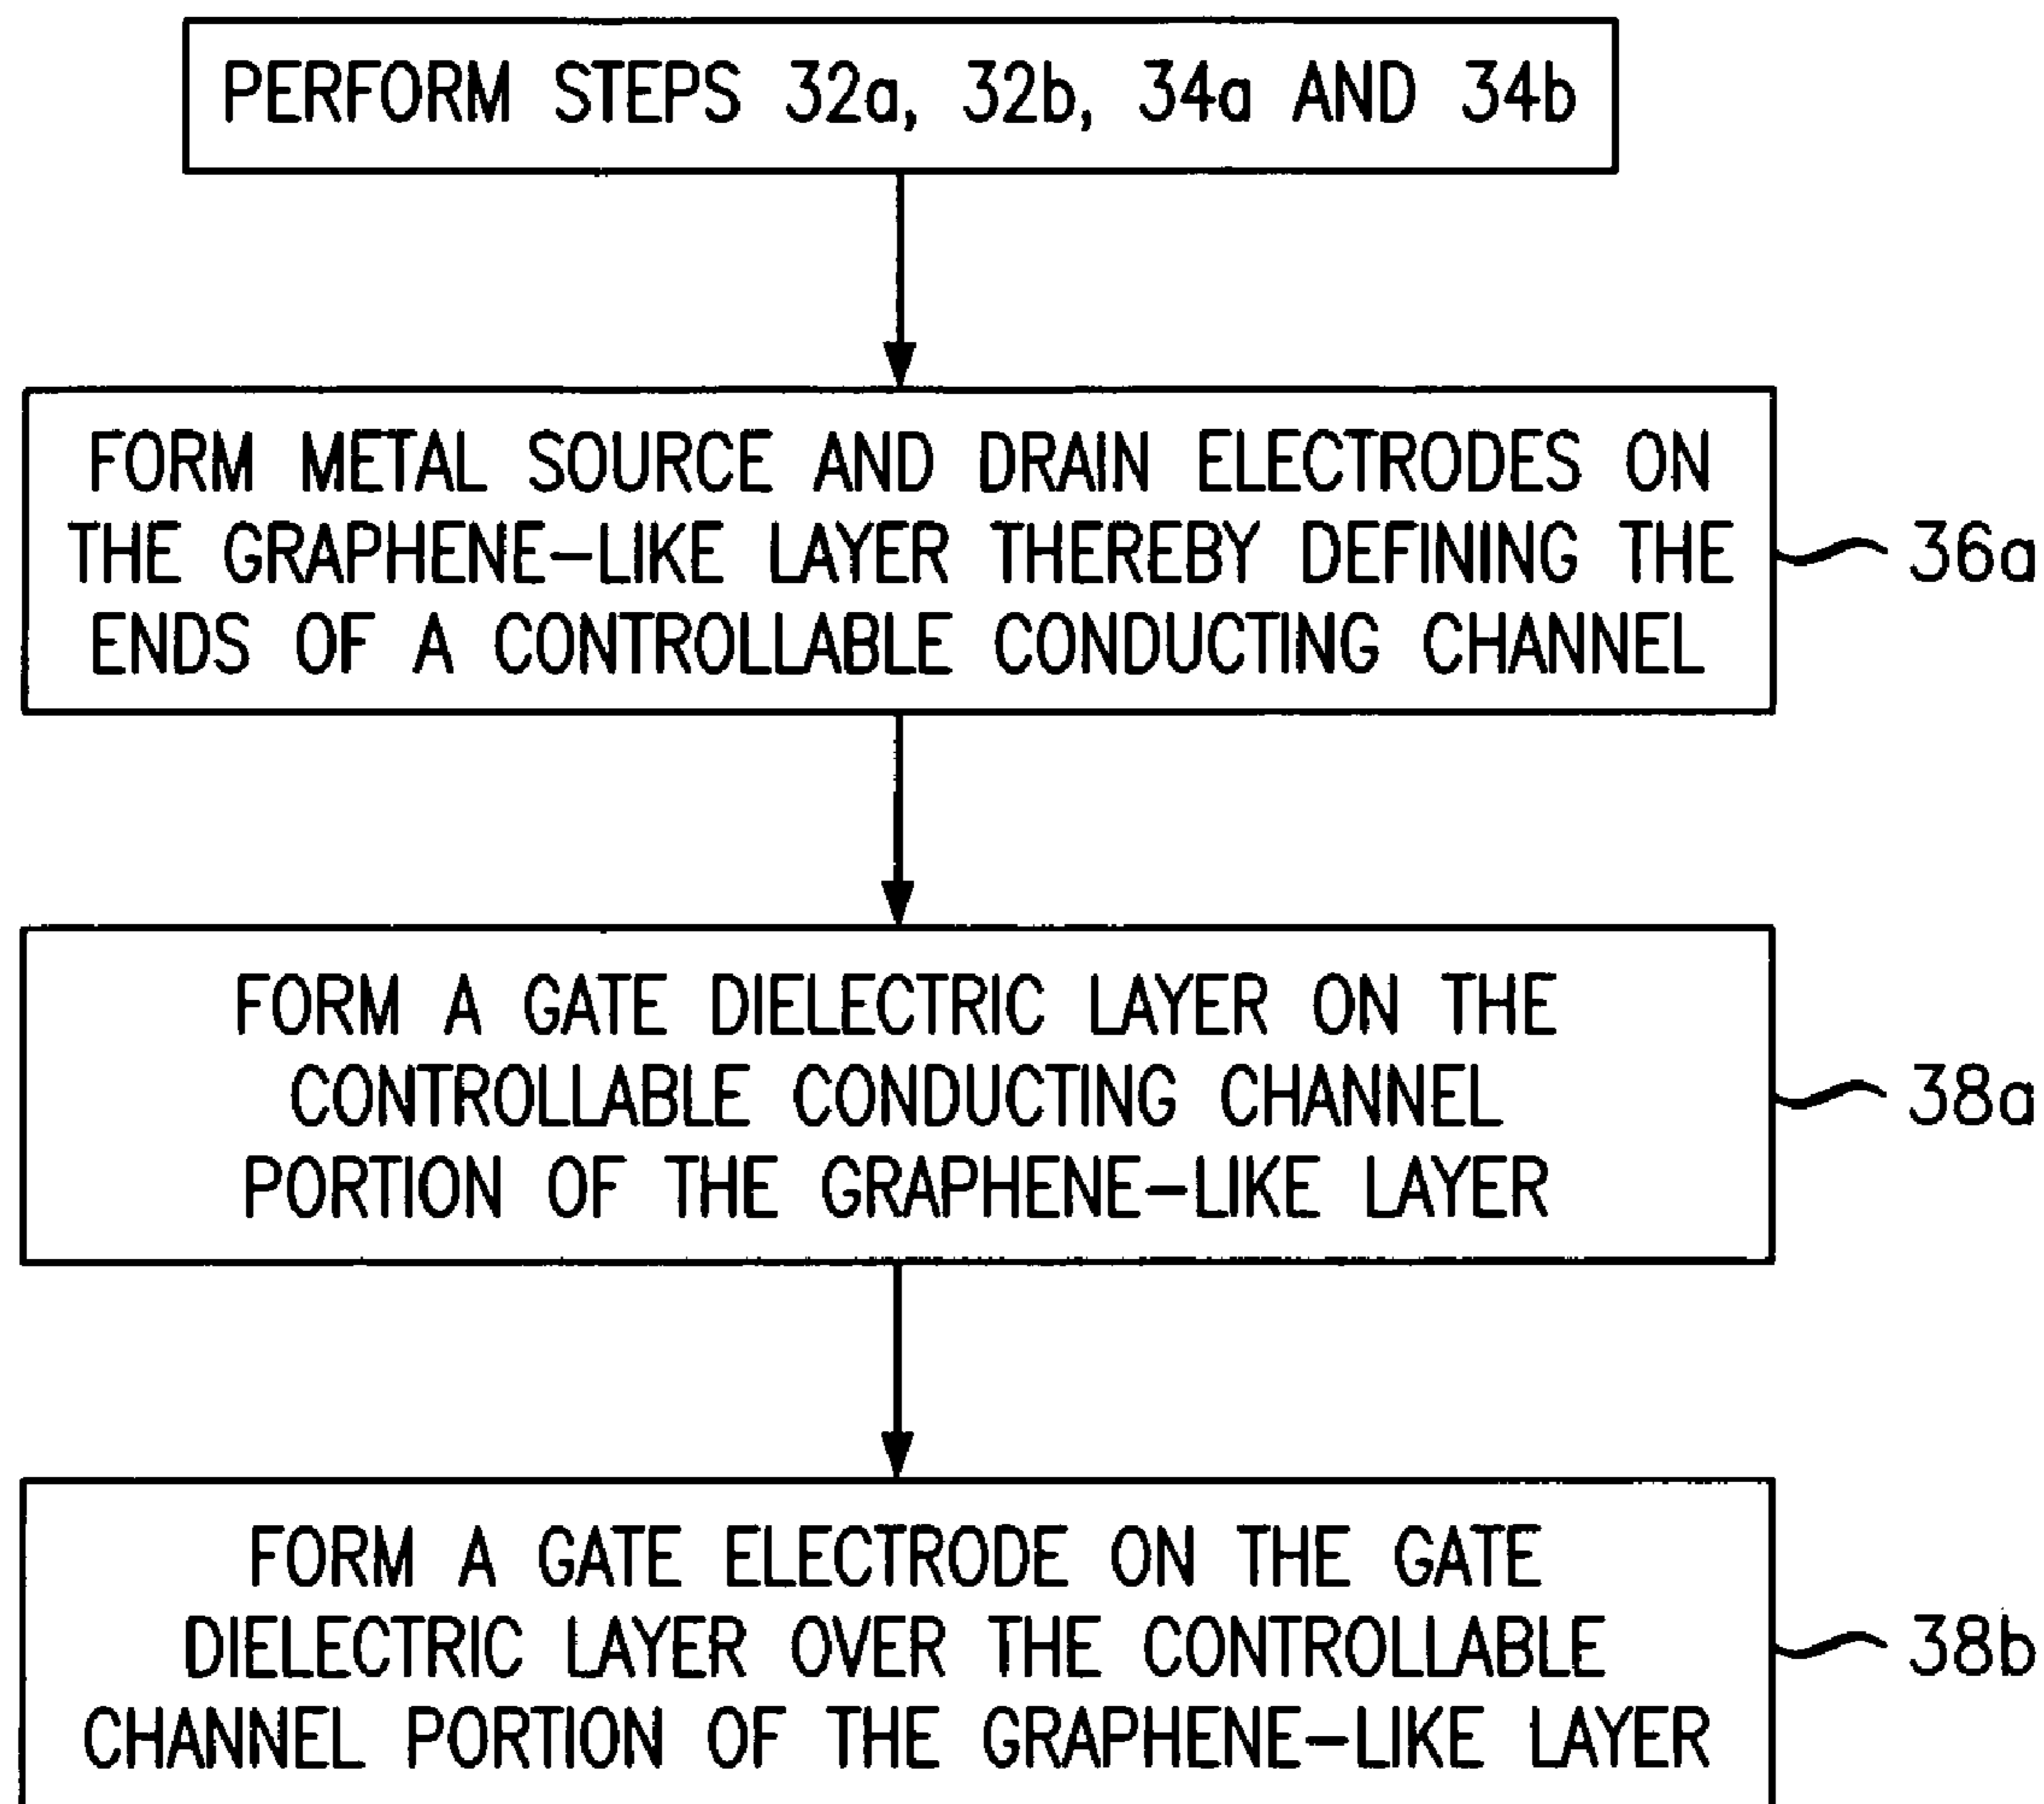 PERFORM STEPS 32a, 32b, 34a AND 34b
FORM METAL SOURCE AND DRAIN ELECTRODES ON
THE GRAPHENE-LIKE LAYER THEREBY DEFINING THE
ENDS OF A CONTROLLABLE CONDUCTING CHANNEL
36a
FORM A GATE DIELECTRIC LAYER ON THE
CONTROLLABLE CONDUCTING CHANNEL
PORTION OF THE GRAPHENE-LIKE LAYER
38a
FORM A GATE ELECTRODE ON THE GATE
DIELECTRIC LAYER OVER THE CONTROLLABLE
CHANNEL PORTION OF THE GRAPHENE-LIKE LAYER
38b